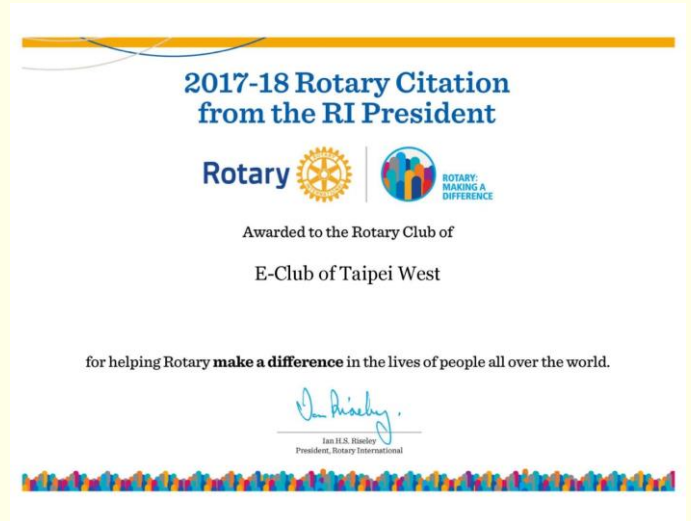 2017-18 Rotary Citation
from the RI President
Rotary
ROTARY:
MAKING A
DIFFERENCE
Awarded to the Rotary Club of
E-Club of Taipei West
for helping Rotary make a difference in the lives of people all over the world.
Ian H.S. Riseley
President, Rotary International